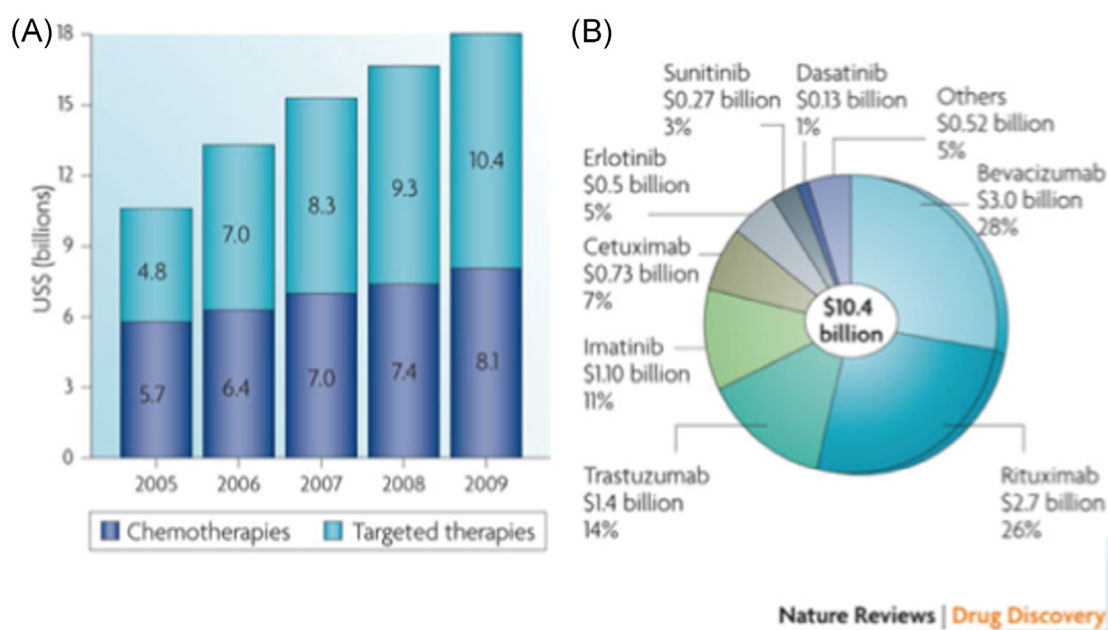 (A)
18
15
12
9
6
3
0
US$ (billions)
4.8
7.0
8.3
9.3
10.4
5.7
6.4
7.0
7.4
8.1
2005 2006 2007 2008 2009
Chemotherapies Targeted therapies
(B)
Sunitinib
$0.27 billion
3%
Dasatinib
$0.13 billion
1%
Others
$0.52 billion
5%
Bevacizumab
$3.0 billion
28%
Erlotinib
$0.5 billion
5%
Cetuximab
$0.73 billion
7%
Imatinib
$1.10 billion
11%
Trastuzumab
$1.4 billion
14%
Rituximab
$2.7 billion
26%
$10.4
billion
Nature Reviews | Drug Discovery